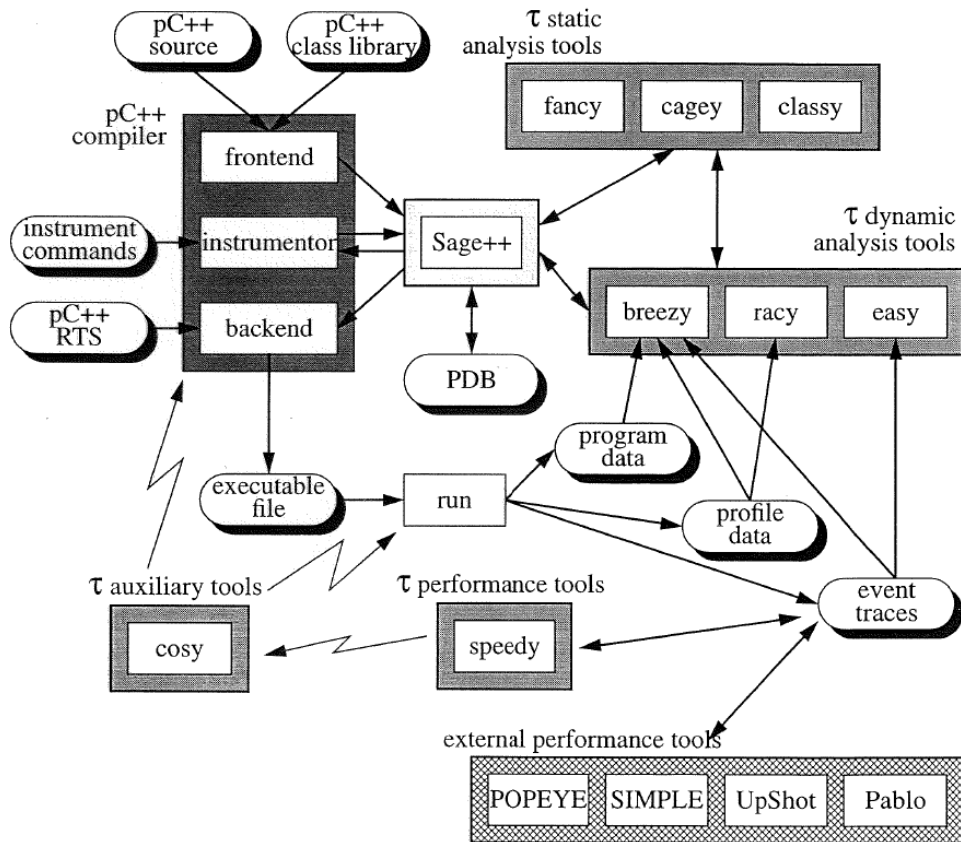 pC++
source
pC++
class library
τ static
analysis tools
fancy
cagey
classy
pC++
compiler
frontend
instrument
commands
instrumentor
Sage++
τ dynamic
analysis tools
pC++
RTS
backend
breezy
racy
easy
PDB
program
data
executable
file
run
profile
data
τ auxiliary tools
τ performance tools
event
traces
cosy
speedy
external performance tools
POPEYE
SIMPLE
UpShot
Pablo